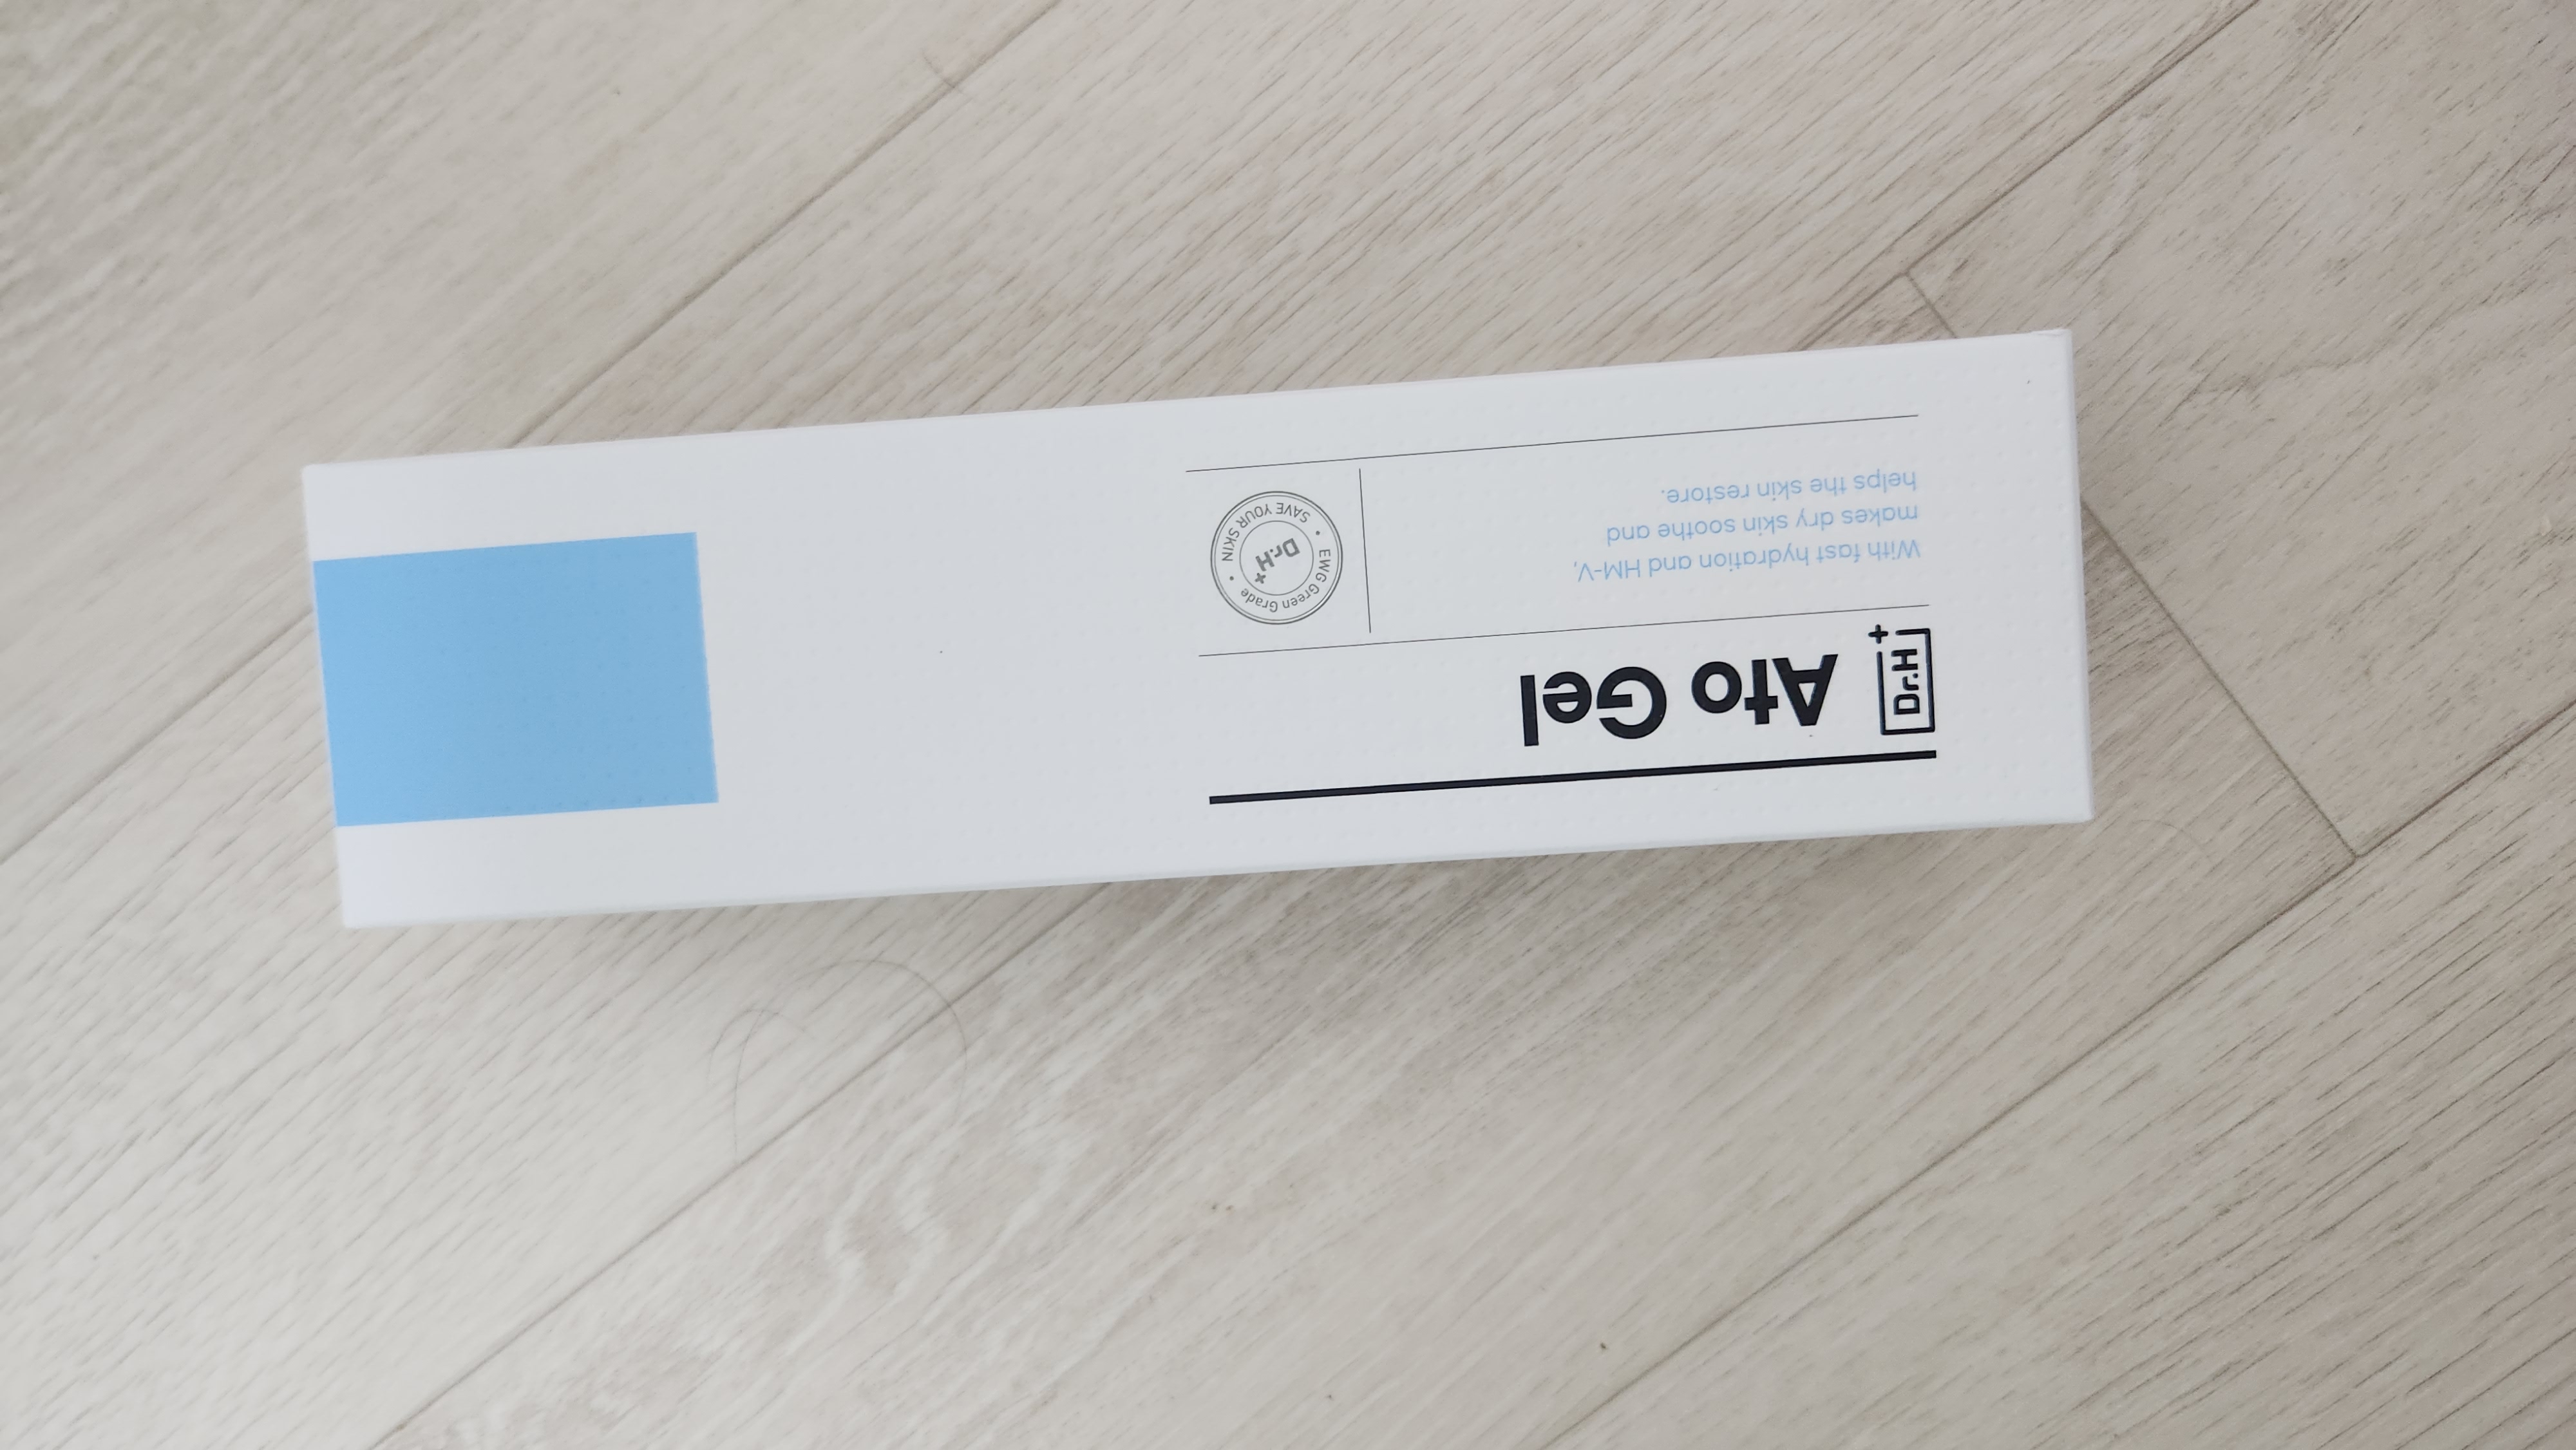 Dr.H+
Ato Gel
With fast hydration and HM-V,
makes dry skin soothe and
helps the skin restore.
EWG Green Grade • SAVE YOUR SKIN •
Dr.H+